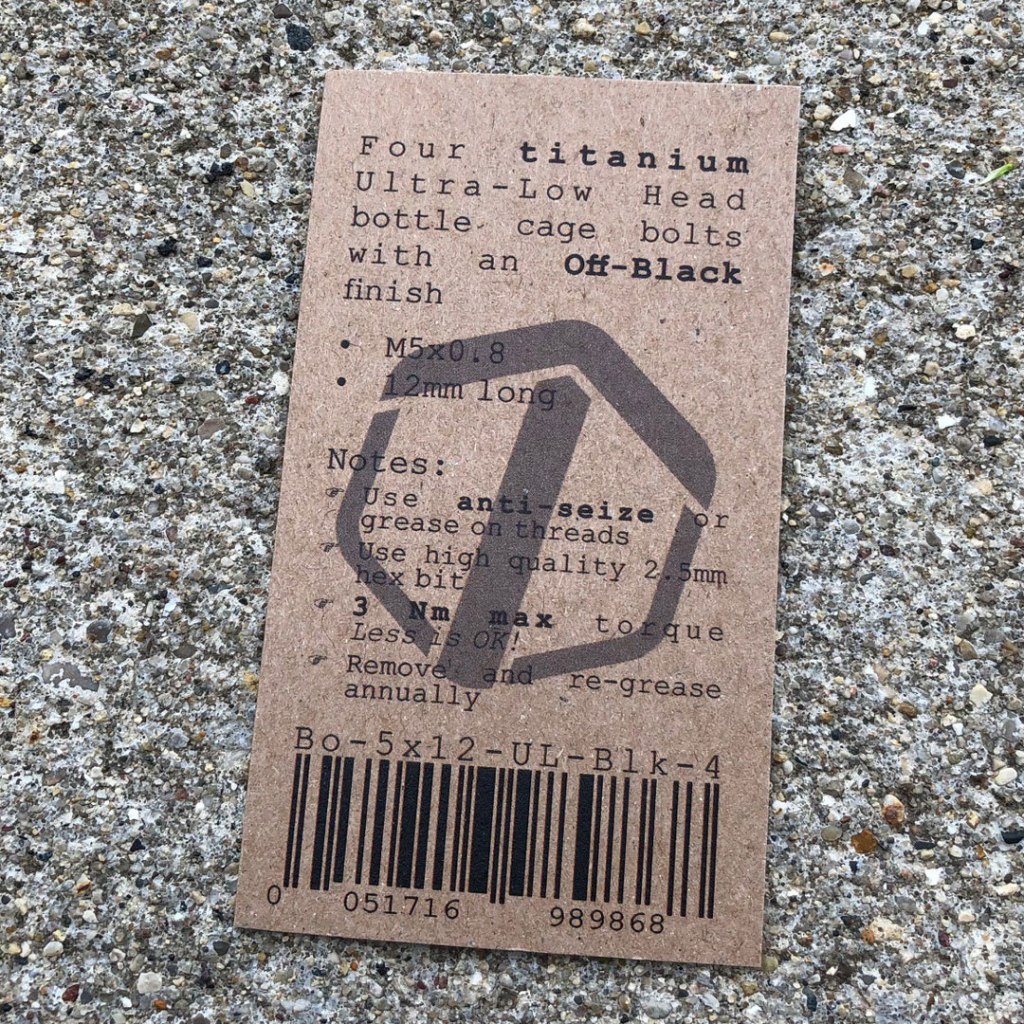 Four titanium
Ultra-Low Head
bottle cage bolts
with an Off-Black
finish
• M5x0.8
• 12mm long
Notes:
☞ Use anti-seize or
grease on threads
☞ Use high quality 2.5mm
hex bit
☞ 3 Nm max torque
Less is OK!
☞ Remove and re-grease
annually
Bo-5x12-UL-Blk-4
0 051716 989868